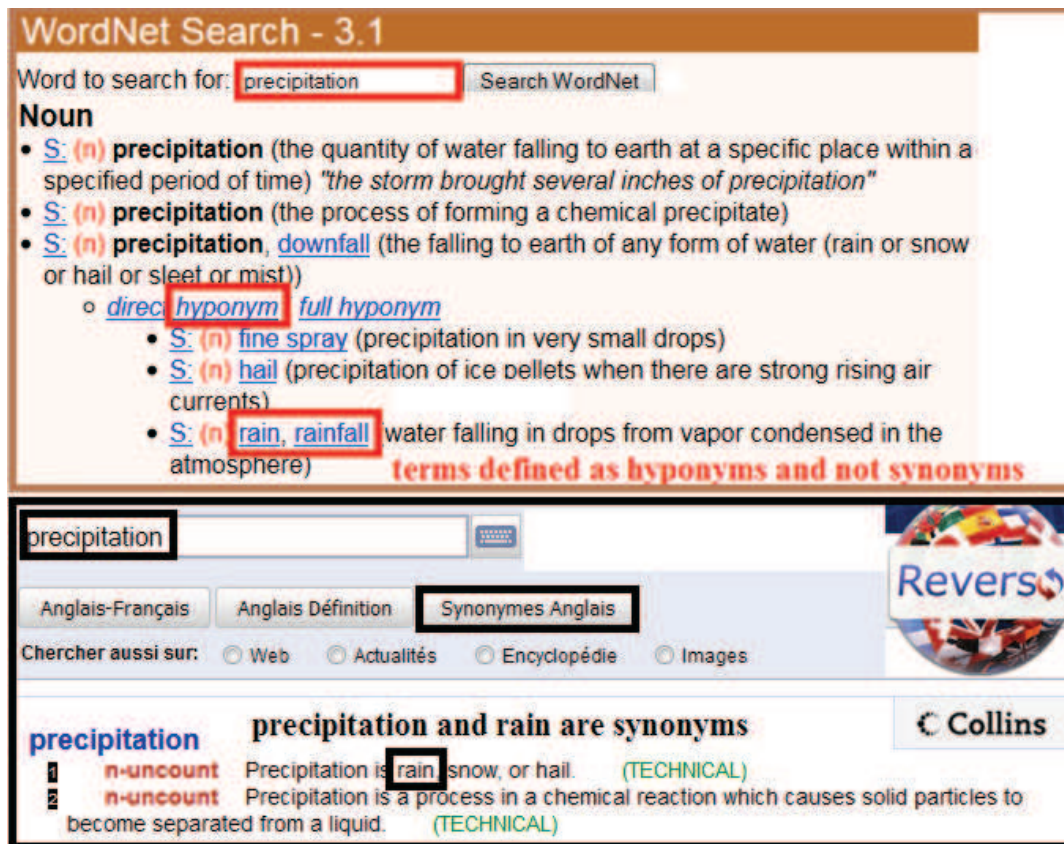 WordNet Search - 3.1
Word to search for: precipitation Search WordNet
Noun
• S: (n) precipitation (the quantity of water falling to earth at a specific place within a
specified period of time) "the storm brought several inches of precipitation"
• S: (n) precipitation (the process of forming a chemical precipitate)
• S: (n) precipitation, downfall (the falling to earth of any form of water (rain or snow
or hail or sleet or mist))
○ direct hyponym full hyponym
• S: (n) fine spray (precipitation in very small drops)
• S: (n) hail (precipitation of ice pellets when there are strong rising air
currents)
• S: (n) rain, rainfall (water falling in drops from vapor condensed in the
atmosphere) terms defined as hyponyms and not synonyms
precipitation
Reverso
Anglais-Français Anglais Définition Synonymes Anglais
Chercher aussi sur: Web Actualités Encyclopédie Images
precipitation and rain are synonyms Collins
precipitation
1 n-uncount Precipitation is rain, snow, or hail. (TECHNICAL)
2 n-uncount Precipitation is a process in a chemical reaction which causes solid particles to
become separated from a liquid. (TECHNICAL)